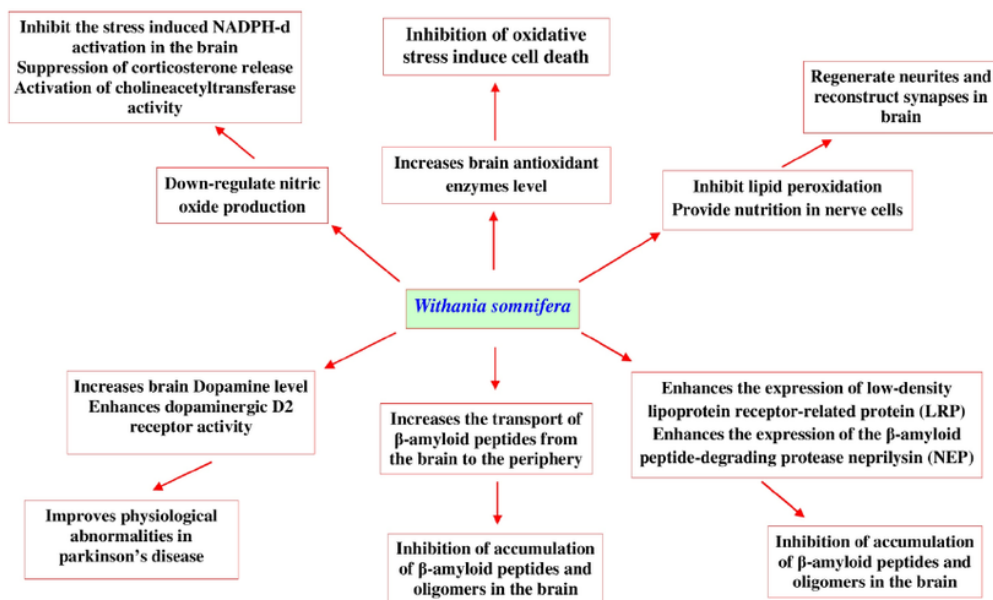 Inhibit the stress induced NADPH-d
activation in the brain
Suppression of corticosterone release
Activation of cholineacetyltransferase
activity
Inhibition of oxidative
stress induce cell death
Regenerate neurites and
reconstruct synapses in
brain
Down-regulate nitric
oxide production
Increases brain antioxidant
enzymes level
Inhibit lipid peroxidation
Provide nutrition in nerve cells
Withania somnifera
Increases brain Dopamine level
Enhances dopaminergic D2
receptor activity
Increases the transport of
β-amyloid peptides from
the brain to the periphery
Enhances the expression of low-density
lipoprotein receptor-related protein (LRP)
Enhances the expression of the β-amyloid
peptide-degrading protease neprilysin (NEP)
Improves physiological
abnormalities in
parkinson's disease
Inhibition of accumulation
of β-amyloid peptides and
oligomers in the brain
Inhibition of accumulation
of β-amyloid peptides and
oligomers in the brain